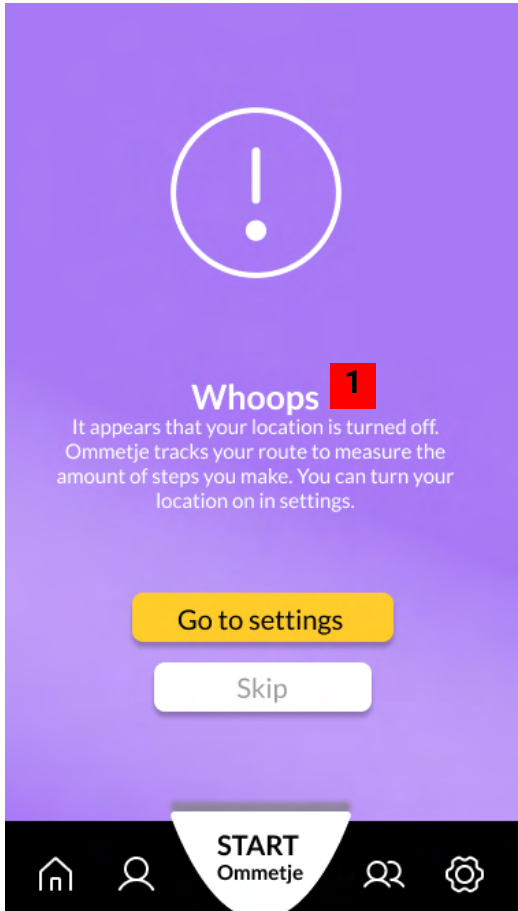 Whoops 1
It appears that your location is turned off.
Ommetje tracks your route to measure the
amount of steps you make. You can turn your
location on in settings.
Go to settings
Skip
START
Ommetje